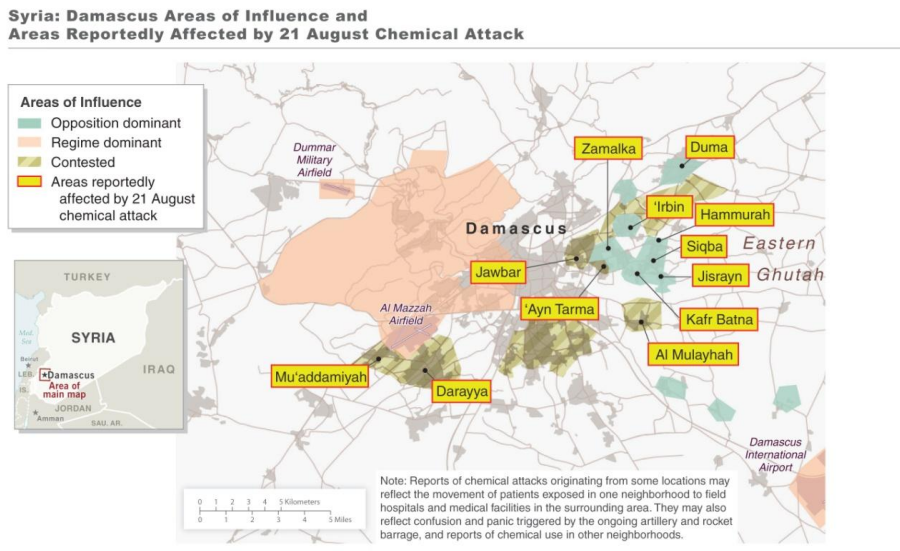 Syria: Damascus Areas of Influence and
Areas Reportedly Affected by 21 August Chemical Attack
Areas of Influence
Opposition dominant
Regime dominant
Contested
Areas reportedly
affected by 21 August
chemical attack
Dummar
Military
Airfield
Zamalka
Duma
‘Irbin
Hammurah
Damascus
Siqba
Eastern
Jawbar
Jisrayn
Ghutah
‘Ayn Tarma
Al Mazzah
Airfield
Kafr Batna
Al Mulayhah
Mu‘addamiyah
Darayya
Damascus
International
Airport
TURKEY
Med.
Sea
SYRIA
Beirut
LEB.
Damascus
IRAQ
IS.
Area of
main map
JORDAN
Amman
SAU. AR.
0 1 2 3 4 5 Kilometers
0 1 2 3 4 5 Miles
Note: Reports of chemical attacks originating from some locations may
reflect the movement of patients exposed in one neighborhood to field
hospitals and medical facilities in the surrounding area. They may also
reflect confusion and panic triggered by the ongoing artillery and rocket
barrage, and reports of chemical use in other neighborhoods.